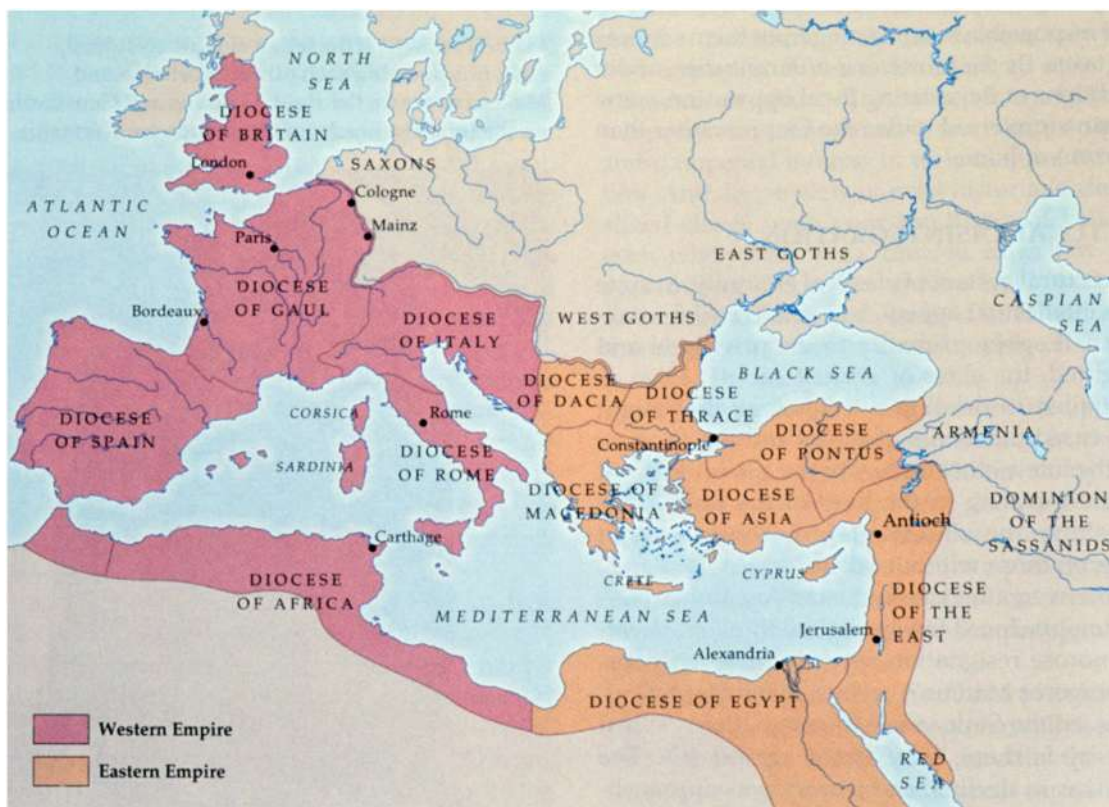 NORTH
SEA
DIOCESE
OF BRITAIN
London
SAXONS
Cologne
Mainz
ATLANTIC
OCEAN
Paris
DIOCESE
OF GAUL
Bordeaux
EAST GOTHS
CASPIAN
SEA
WEST GOTHS
DIOCESE
OF ITALY
BLACK SEA
DIOCESE
OF DACIA
DIOCESE
OF THRACE
CORSICA
Rome
DIOCESE
OF SPAIN
SARDINIA
DIOCESE
OF ROME
Constantinople
DIOCESE
OF PONTUS
ARMENIA
DIOCESE OF
MACEDONIA
DIOCESE
OF ASIA
DOMINION
OF THE
SASSANIDS
Antioch
Carthage
DIOCESE
OF AFRICA
CRETE
CYPRUS
DIOCESE
OF THE
EAST
MEDITERRANEAN SEA
Jerusalem
Alexandria
DIOCESE OF EGYPT
RED
SEA
Western Empire
Eastern Empire